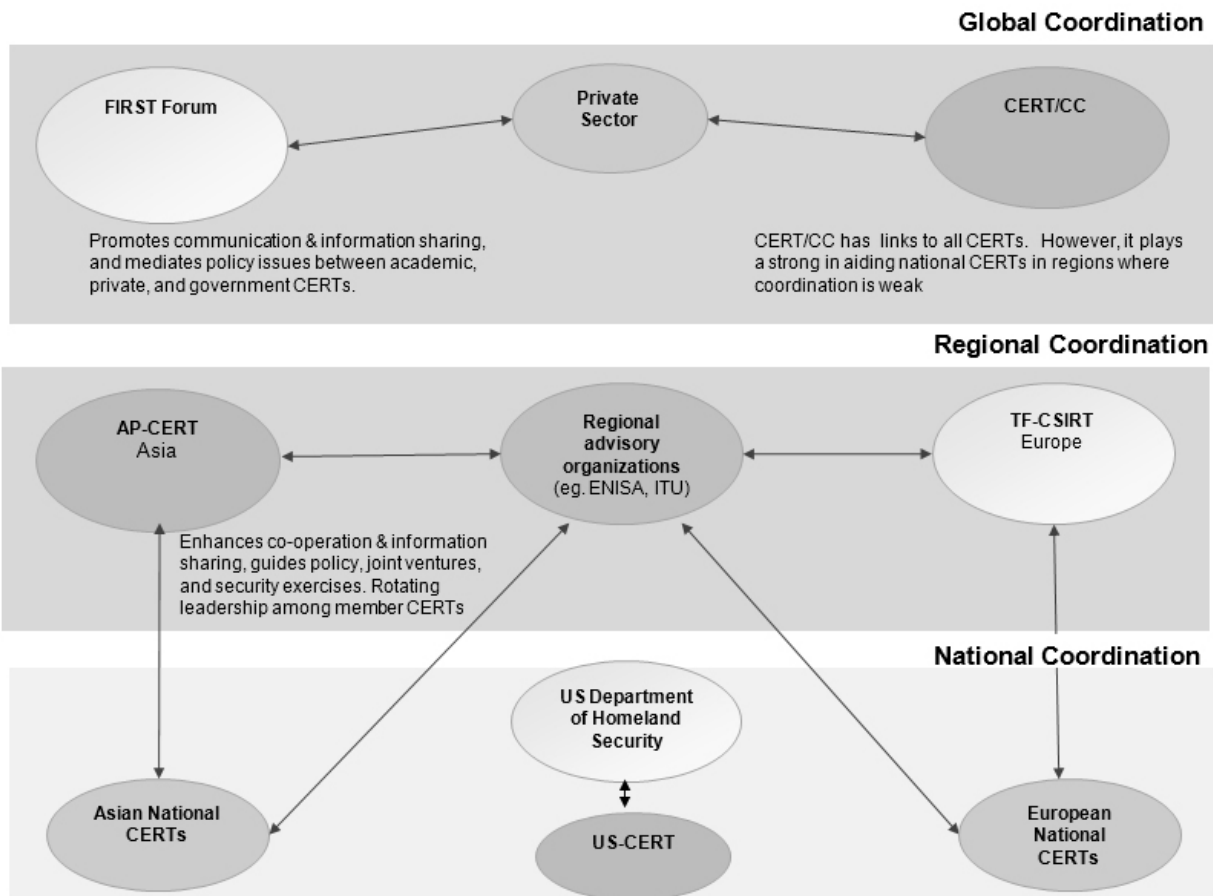 Global Coordination
FIRST Forum
Private
Sector
CERT/CC
Promotes communication & information sharing,
and mediates policy issues between academic,
private, and government CERTs.
CERT/CC has links to all CERTs. However, it plays
a strong in aiding national CERTs in regions where
coordination is weak
Regional Coordination
AP-CERT
Asia
Regional
advisory
organizations
(eg. ENISA, ITU)
TF-CSIRT
Europe
Enhances co-operation & information
sharing, guides policy, joint ventures,
and security exercises. Rotating
leadership among member CERTs
National Coordination
US Department
of Homeland
Security
Asian National
CERTs
US-CERT
European
National
CERTs